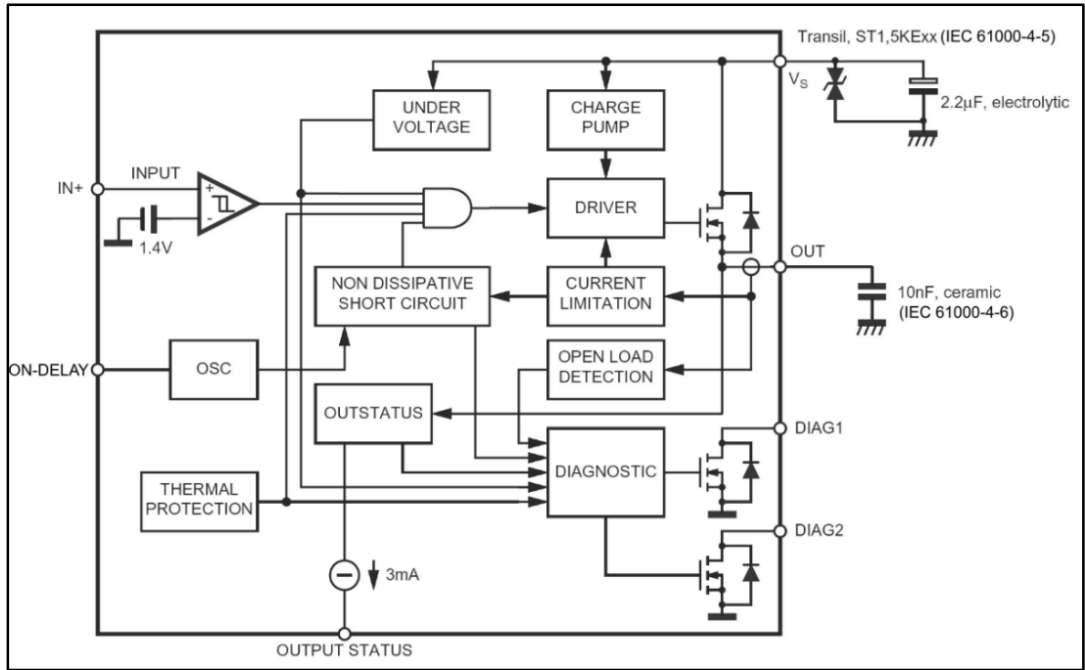 Transil, ST1,5KExx (IEC 61000-4-5)
VS
2.2μF, electrolytic
UNDER
VOLTAGE
CHARGE
PUMP
IN+
INPUT
+
-
1.4V
DRIVER
OUT
NON DISSIPATIVE
SHORT CIRCUIT
CURRENT
LIMITATION
10nF, ceramic
(IEC 61000-4-6)
ON-DELAY
OSC
OPEN LOAD
DETECTION
OUTSTATUS
DIAG1
DIAGNOSTIC
THERMAL
PROTECTION
DIAG2
3mA
OUTPUT STATUS